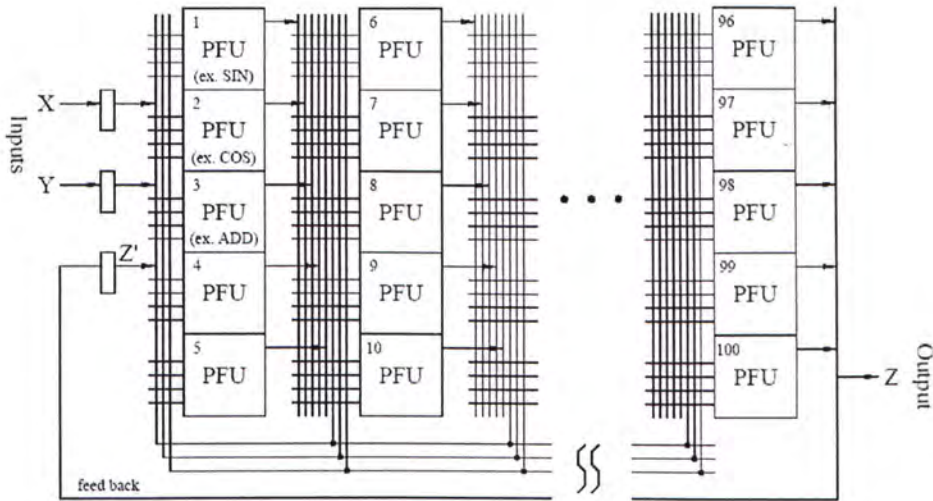 Inputs
X
Y
Z'
1
PFU
(ex. SIN)
2
PFU
(ex. COS)
3
PFU
(ex. ADD)
4
PFU
5
PFU
6
PFU
7
PFU
8
PFU
9
PFU
10
PFU
96
PFU
97
PFU
98
PFU
99
PFU
100
PFU
Z
Output
feed back